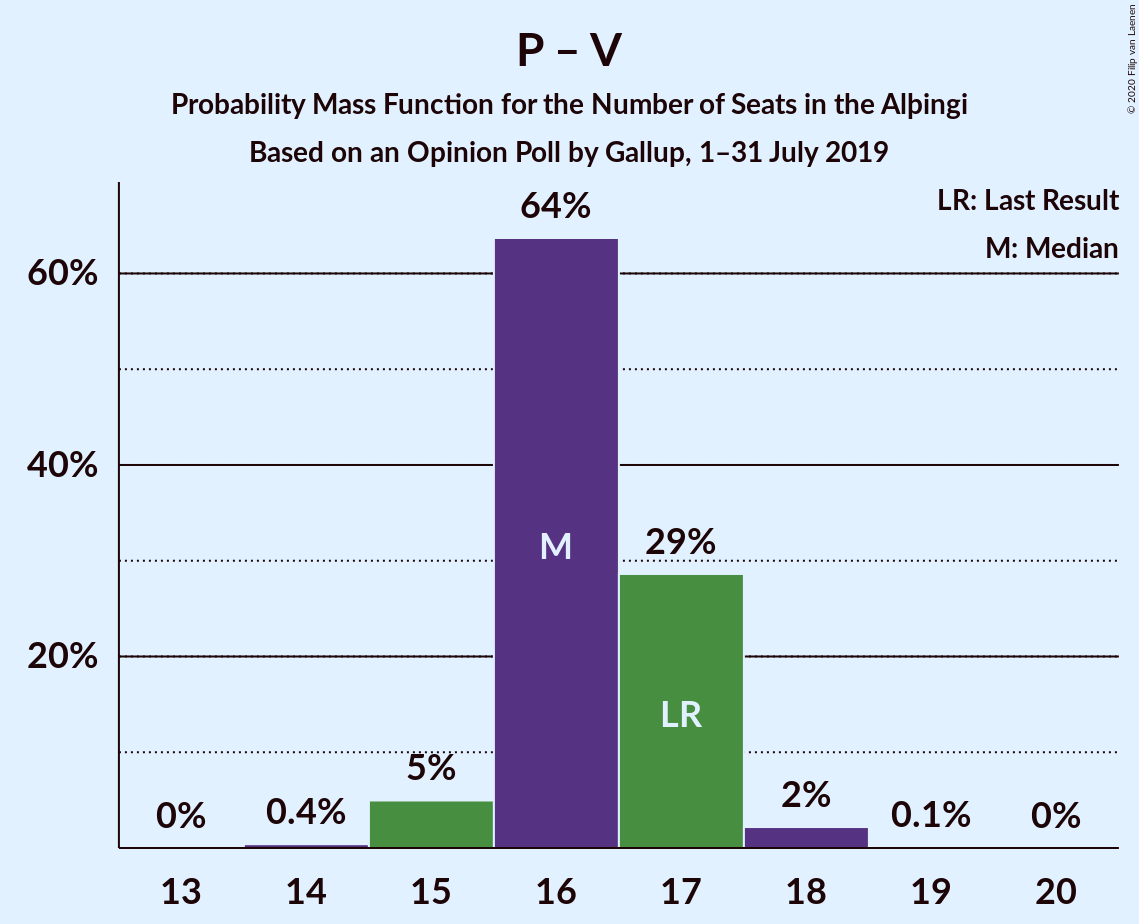 P – V
Probability Mass Function for the Number of Seats in the Alþingi
Based on an Opinion Poll by Gallup, 1–31 July 2019
© 2020 Filip van Laenen
LR: Last Result
M: Median
60%
40%
20%
0%
0.4%
5%
64%
M
29%
LR
2%
0.1%
0%
13 14 15 16 17 18 19 20